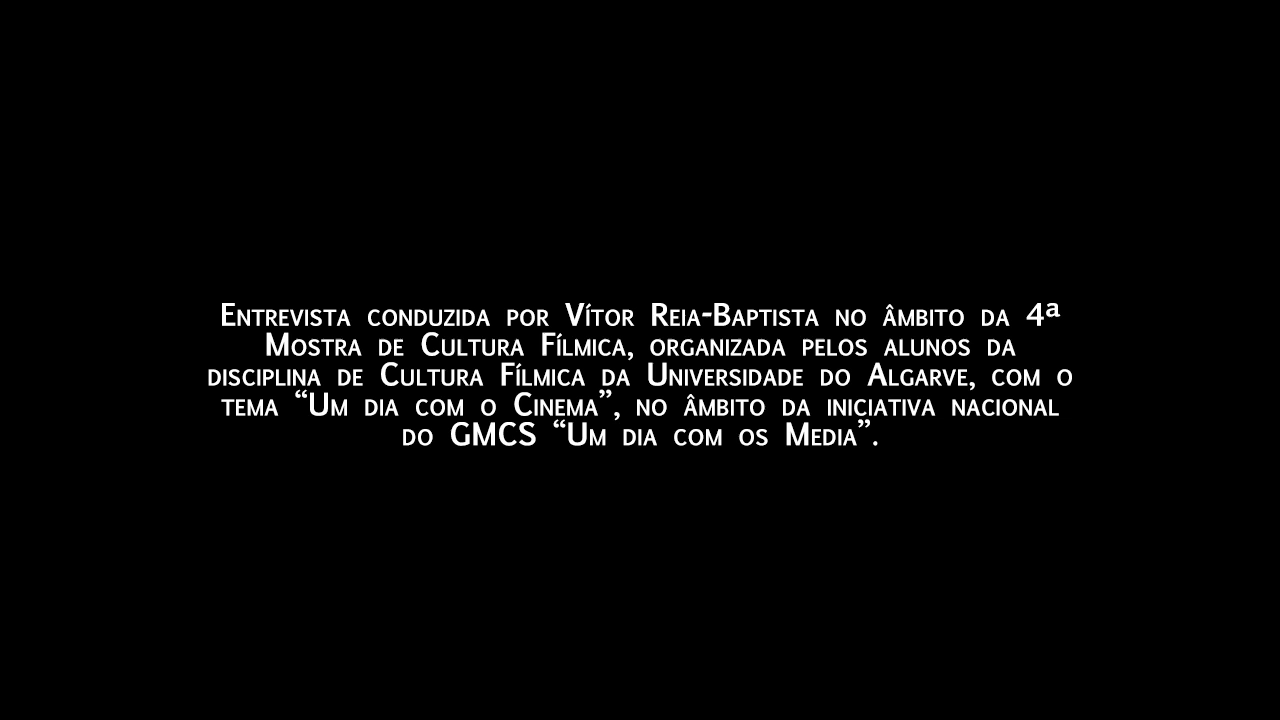 Entrevista conduzida por Vítor Reia-Baptista no âmbito da 4ª
Mostra de Cultura Fílmica, organizada pelos alunos da
disciplina de Cultura Fílmica da Universidade do Algarve, com o
tema “Um dia com o Cinema”, no âmbito da iniciativa nacional
do GMCS “Um dia com os Media”.